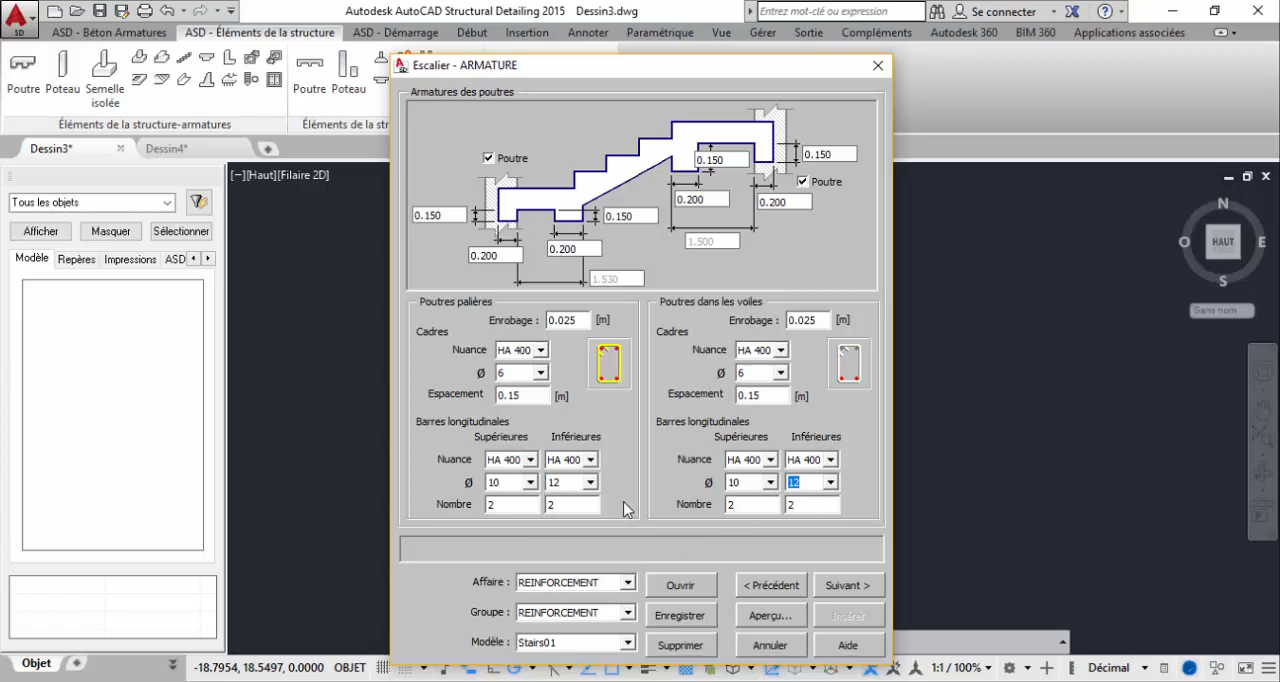 SD
Autodesk AutoCAD Structural Detailing 2015 Dessin3.dwg
Entrez mot-clé ou expression
Se connecter
ASD - Béton Armatures
ASD - Éléments de la structure
ASD - Démarrage
Début
Insertion
Annoter
Paramétrique
Vue
Gérer
Sortie
Compléments
Autodesk 360
BIM 360
Applications associées
Poutre
Poteau
Semelle
isolée
Poutre
Poteau
Éléments de la structure-armatures
Éléments de la str
Dessin3*
Dessin4*
[−][Haut][Filaire 2D]
Tous les objets
Afficher
Masquer
Sélectionner
Modèle
Repères
Impressions
ASD
Escalier - ARMATURE
Armatures des poutres
Poutre
0.150
0.150
Poutre
0.200
0.200
0.150
0.150
1.500
0.200
0.200
1.530
Poutres palières
Enrobage : 0.025 [m]
Cadres
Nuance HA 400
Ø 6
Espacement 0.15 [m]
Barres longitudinales
Supérieures Inférieures
Nuance HA 400 HA 400
Ø 10 12
Nombre 2 2
Poutres dans les voiles
Enrobage : 0.025 [m]
Cadres
Nuance HA 400
Ø 6
Espacement 0.15 [m]
Barres longitudinales
Supérieures Inférieures
Nuance HA 400 HA 400
Ø 10 12
Nombre 2 2
Affaire : REINFORCEMENT
Ouvrir
< Précédent
Suivant >
Groupe : REINFORCEMENT
Enregistrer
Aperçu...
Insérer
Modèle : Stairs01
Supprimer
Annuler
Aide
N
O
HAUT
E
S
Sans nom
Objet
-18.7954, 18.5497, 0.0000 OBJET
1:1 / 100%
Décimal